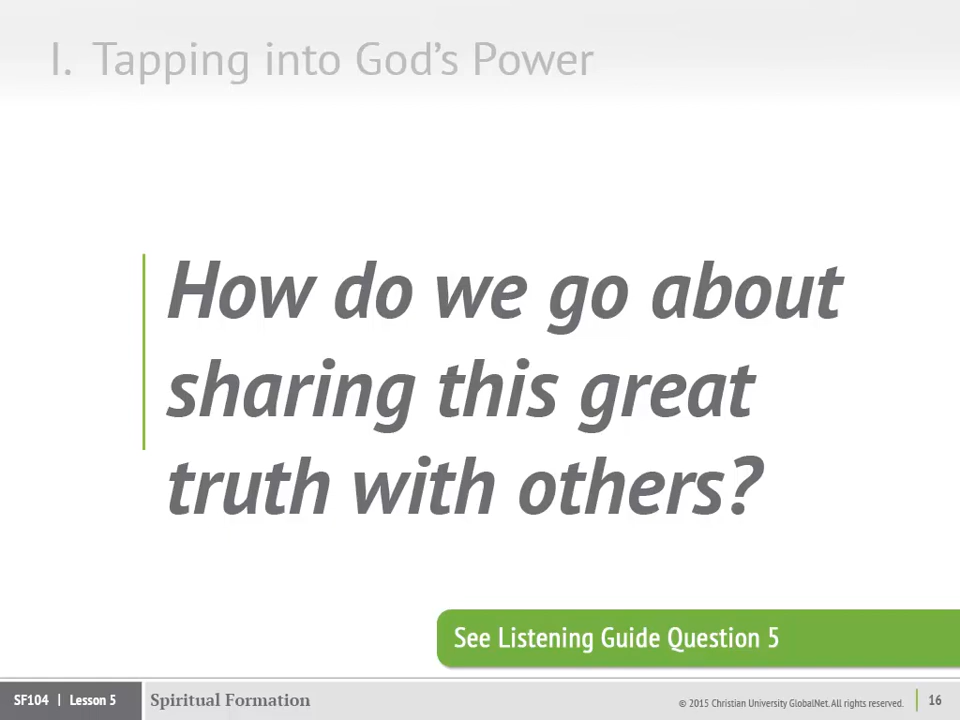 I. Tapping into God's Power
How do we go about
sharing this great
truth with others?
See Listening Guide Question 5
SF104 | Lesson 5 Spiritual Formation © 2015 Christian University GlobalNet. All rights reserved. 16